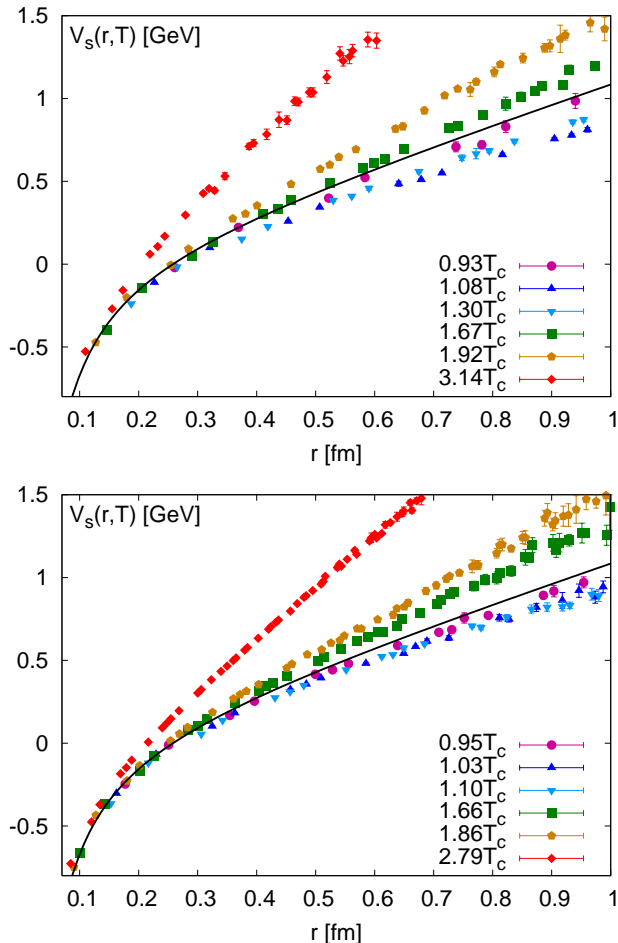 V_s(r,T) [GeV]
1.5
1
0.5
0
-0.5
0.93T_c
1.08T_c
1.30T_c
1.67T_c
1.92T_c
3.14T_c
0.1 0.2 0.3 0.4 0.5 0.6 0.7 0.8 0.9 1
r [fm]
V_s(r,T) [GeV]
1.5
1
0.5
0
-0.5
0.95T_c
1.03T_c
1.10T_c
1.66T_c
1.86T_c
2.79T_c
0.1 0.2 0.3 0.4 0.5 0.6 0.7 0.8 0.9 1
r [fm]